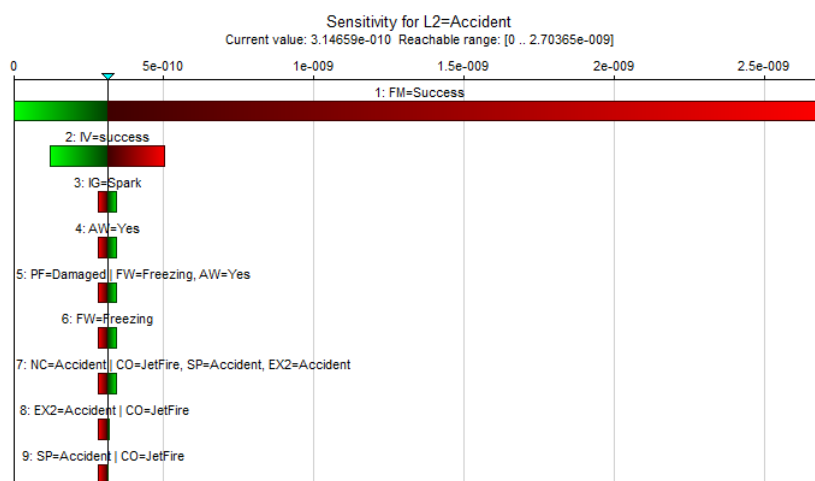 Sensitivity for L2=Accident
Current value: 3.14659e-010 Reachable range: [0 .. 2.70365e-009]
0 5e-010 1e-009 1.5e-009 2e-009 2.5e-009
1: FM=Success
2: IV=success
3: IG=Spark
4: AW=Yes
5: PF=Damaged | FW=Freezing, AW=Yes
6: FW=Freezing
7: NC=Accident | CO=JetFire, SP=Accident, EX2=Accident
8: EX2=Accident | CO=JetFire
9: SP=Accident | CO=JetFire